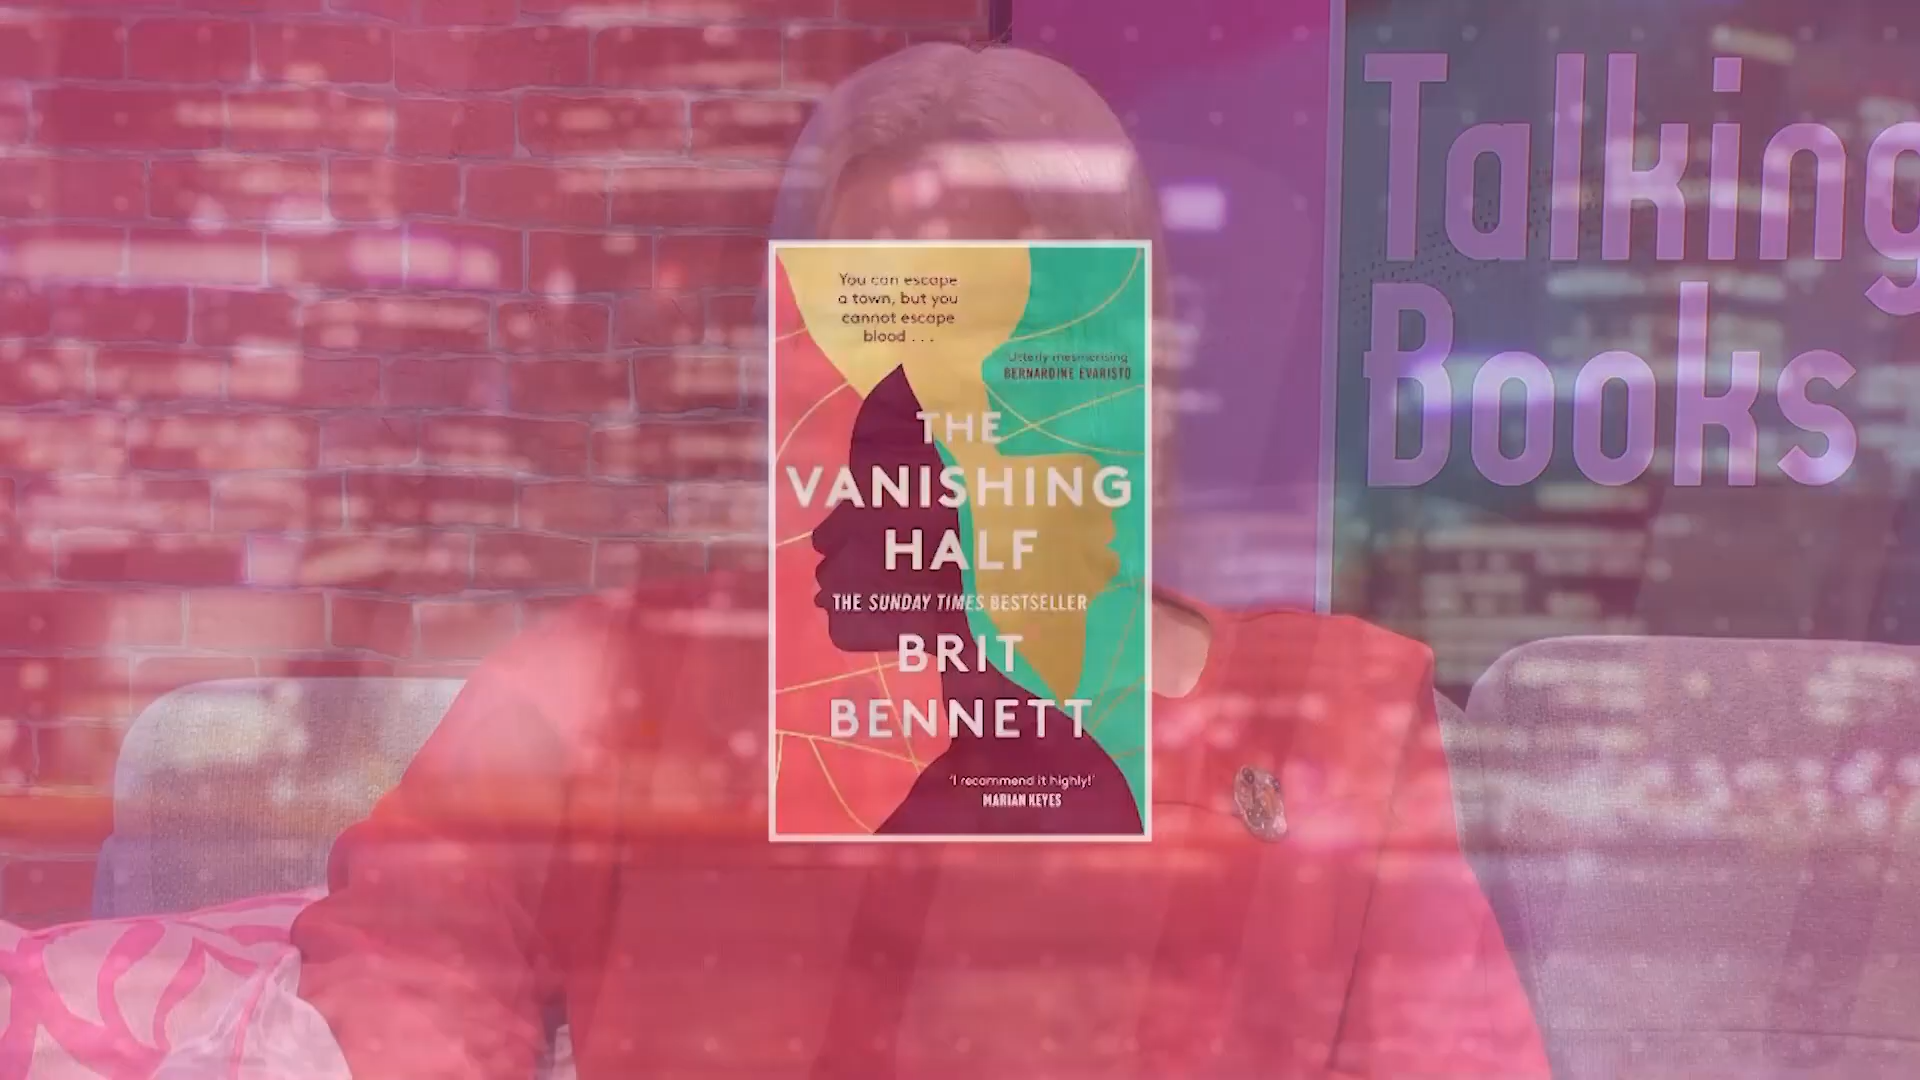 Talking
Books
You can escape
a town, but you
cannot escape
blood . . .
Utterly mesmerising
BERNARDINE EVARISTO
THE
VANISHING
HALF
THE SUNDAY TIMES BESTSELLER
BRIT
BENNETT
'I recommend it highly!'
MARIAN KEYES